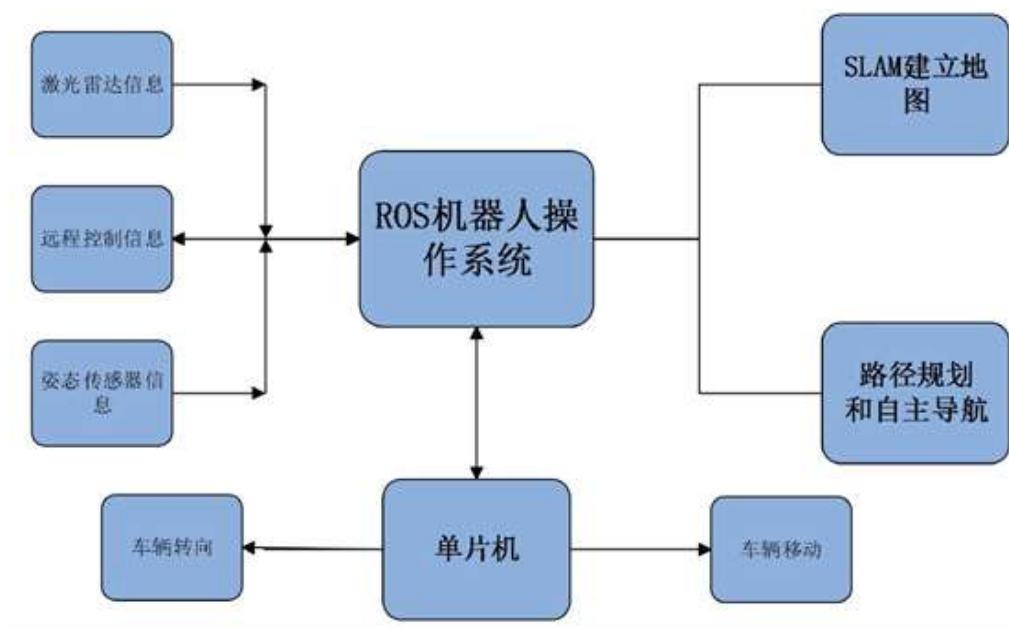 激光雷达信息
远程控制信息
姿态传感器信
息
ROS机器人操
作系统
SLAM建立地
图
路径规划
和自主导航
车辆转向
单片机
车辆移动